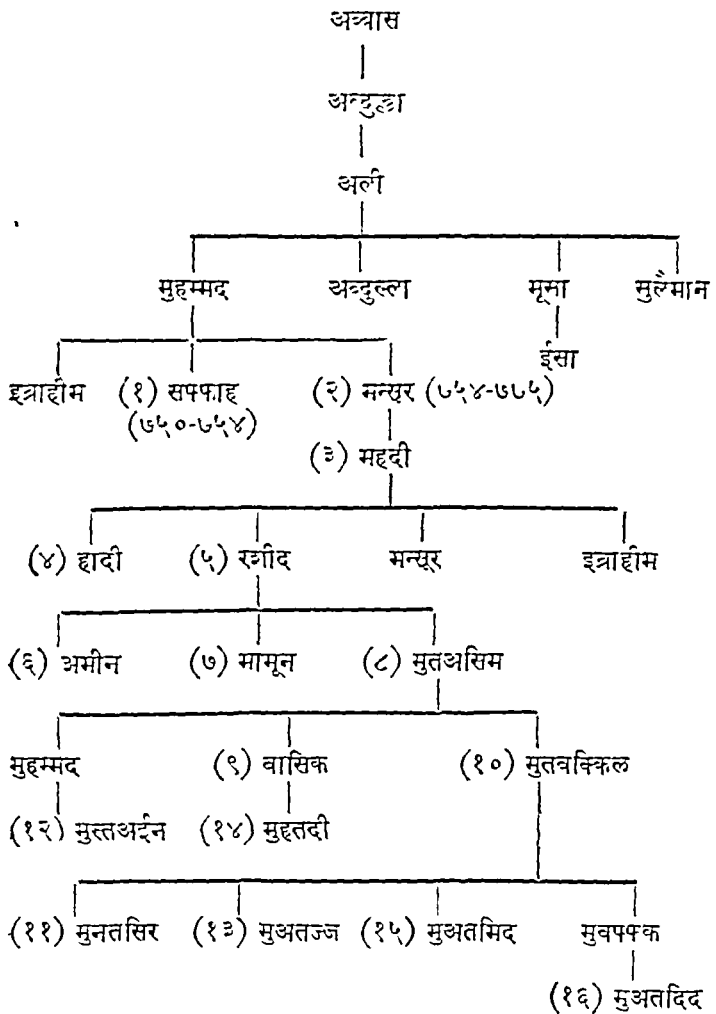 अब्बास
अब्दुल्ला
अली
मुहम्मद अब्दुल्ला मूसा सुलैमान
ईसा
इब्राहीम (१) सफ्फाह (२) मन्सूर (७५४-७७५)
(७५०-७५४)
(३) महदी
(४) हादी (५) रशीद मन्सूर इब्राहीम
(६) अमीन (७) मामून (८) मुतअसिम
मुहम्मद (९) वासिक (१०) मुतवक्किल
(१२) मुस्तअईन (१४) मुहतदी
(११) मुनतसिर (१३) मुअतज्ज (१५) मुअतमिद मुवफ्फक
(१६) मुअतदिद